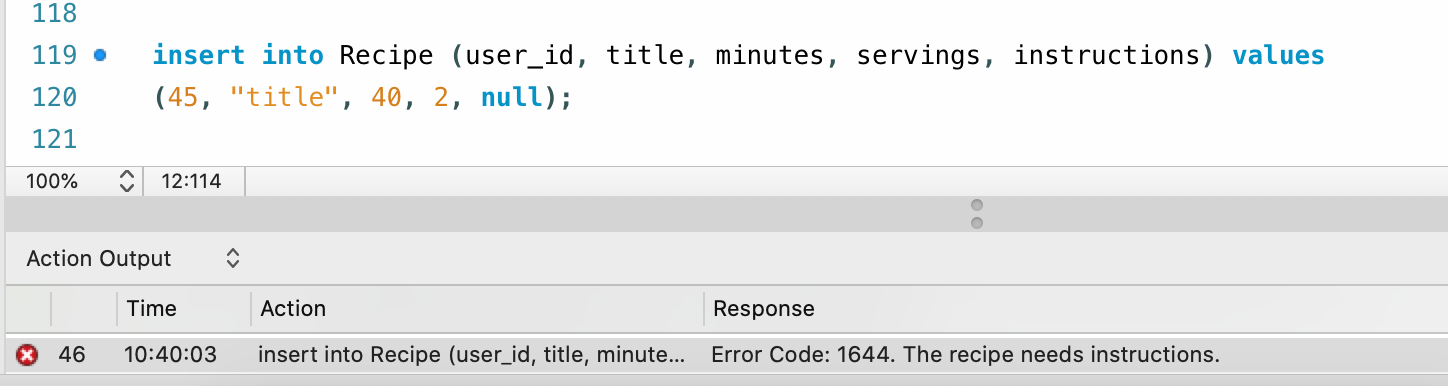 118
119 insert into Recipe (user_id, title, minutes, servings, instructions) values
120 (45, "title", 40, 2, null);
121
100% 12:114
Action Output
Time Action Response
46 10:40:03 insert into Recipe (user_id, title, minute... Error Code: 1644. The recipe needs instructions.